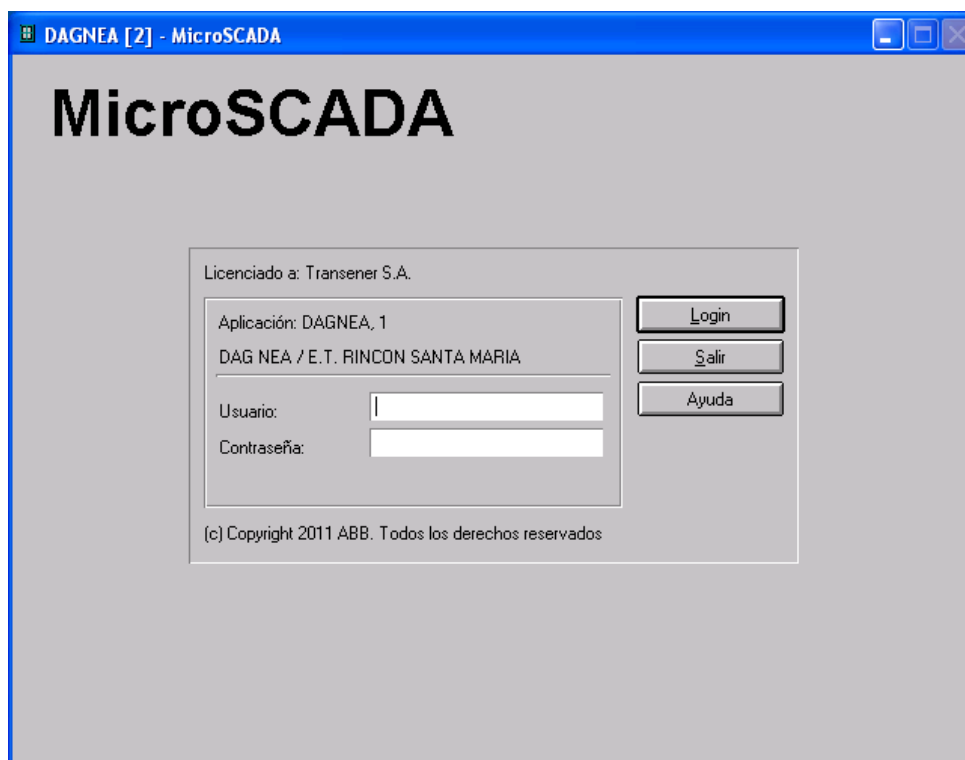 DAGNEA [2] - MicroSCADA
MicroSCADA
Licenciado a: Transener S.A.
Aplicación: DAGNEA, 1
DAG NEA / E.T. RINCON SANTA MARIA
Usuario:
Contraseña:
Login
Salir
Ayuda
(c) Copyright 2011 ABB. Todos los derechos reservados